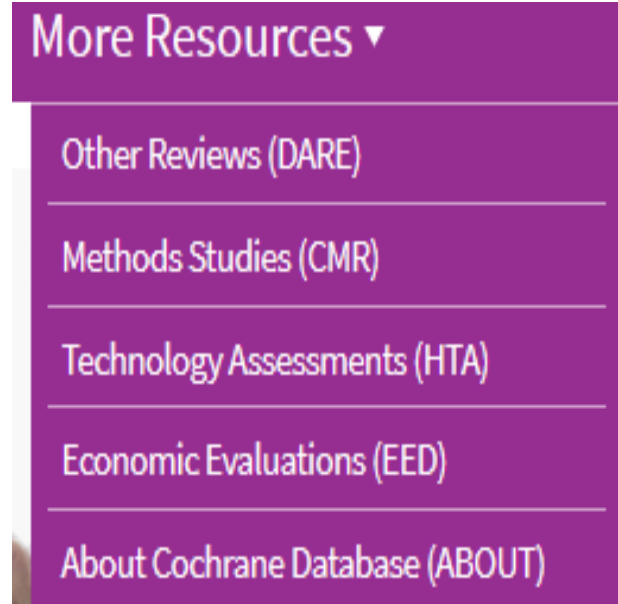 More Resources ▾
Other Reviews (DARE)
Methods Studies (CMR)
Technology Assessments (HTA)
Economic Evaluations (EED)
About Cochrane Database (ABOUT)